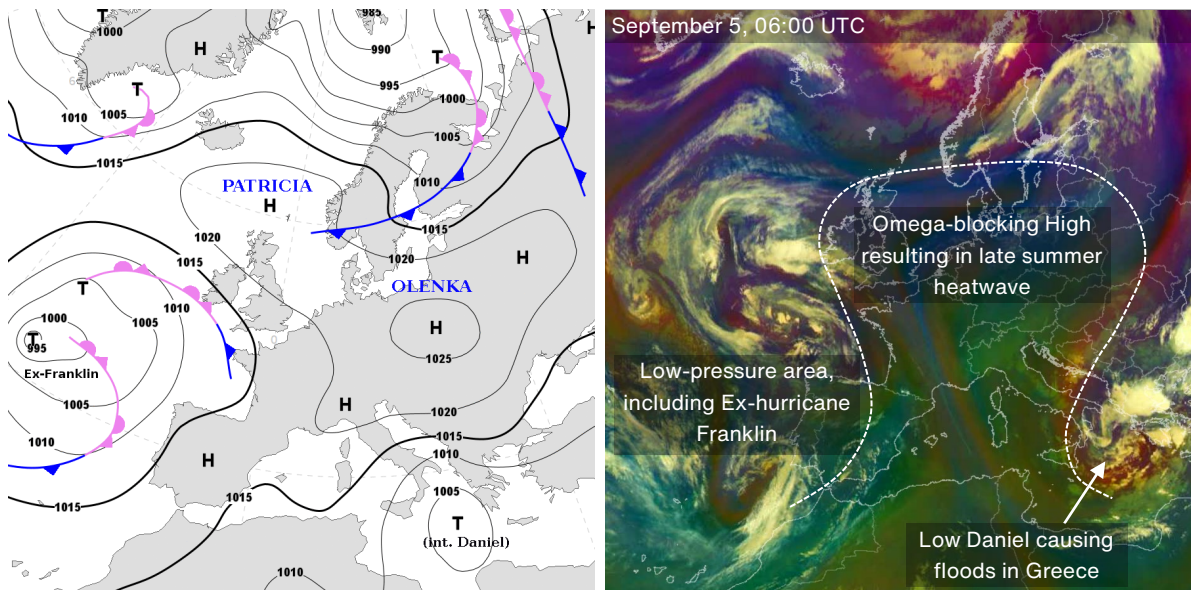 T
1000
H
985
990
T
H
995
T
1000
1010
1005
1005
1015
1010
PATRICIA
H
1015
1020
1015
1020
H
T
OLENKA
1010
1000
1005
H
T
995
1025
Ex-Franklin
1005
H
1020
1010
1015
H
1010
1015
1005
1015
T
(int. Daniel)
1010
September 5, 06:00 UTC
Omega-blocking High
resulting in late summer
heatwave
Low-pressure area,
including Ex-hurricane
Franklin
Low Daniel causing
floods in Greece